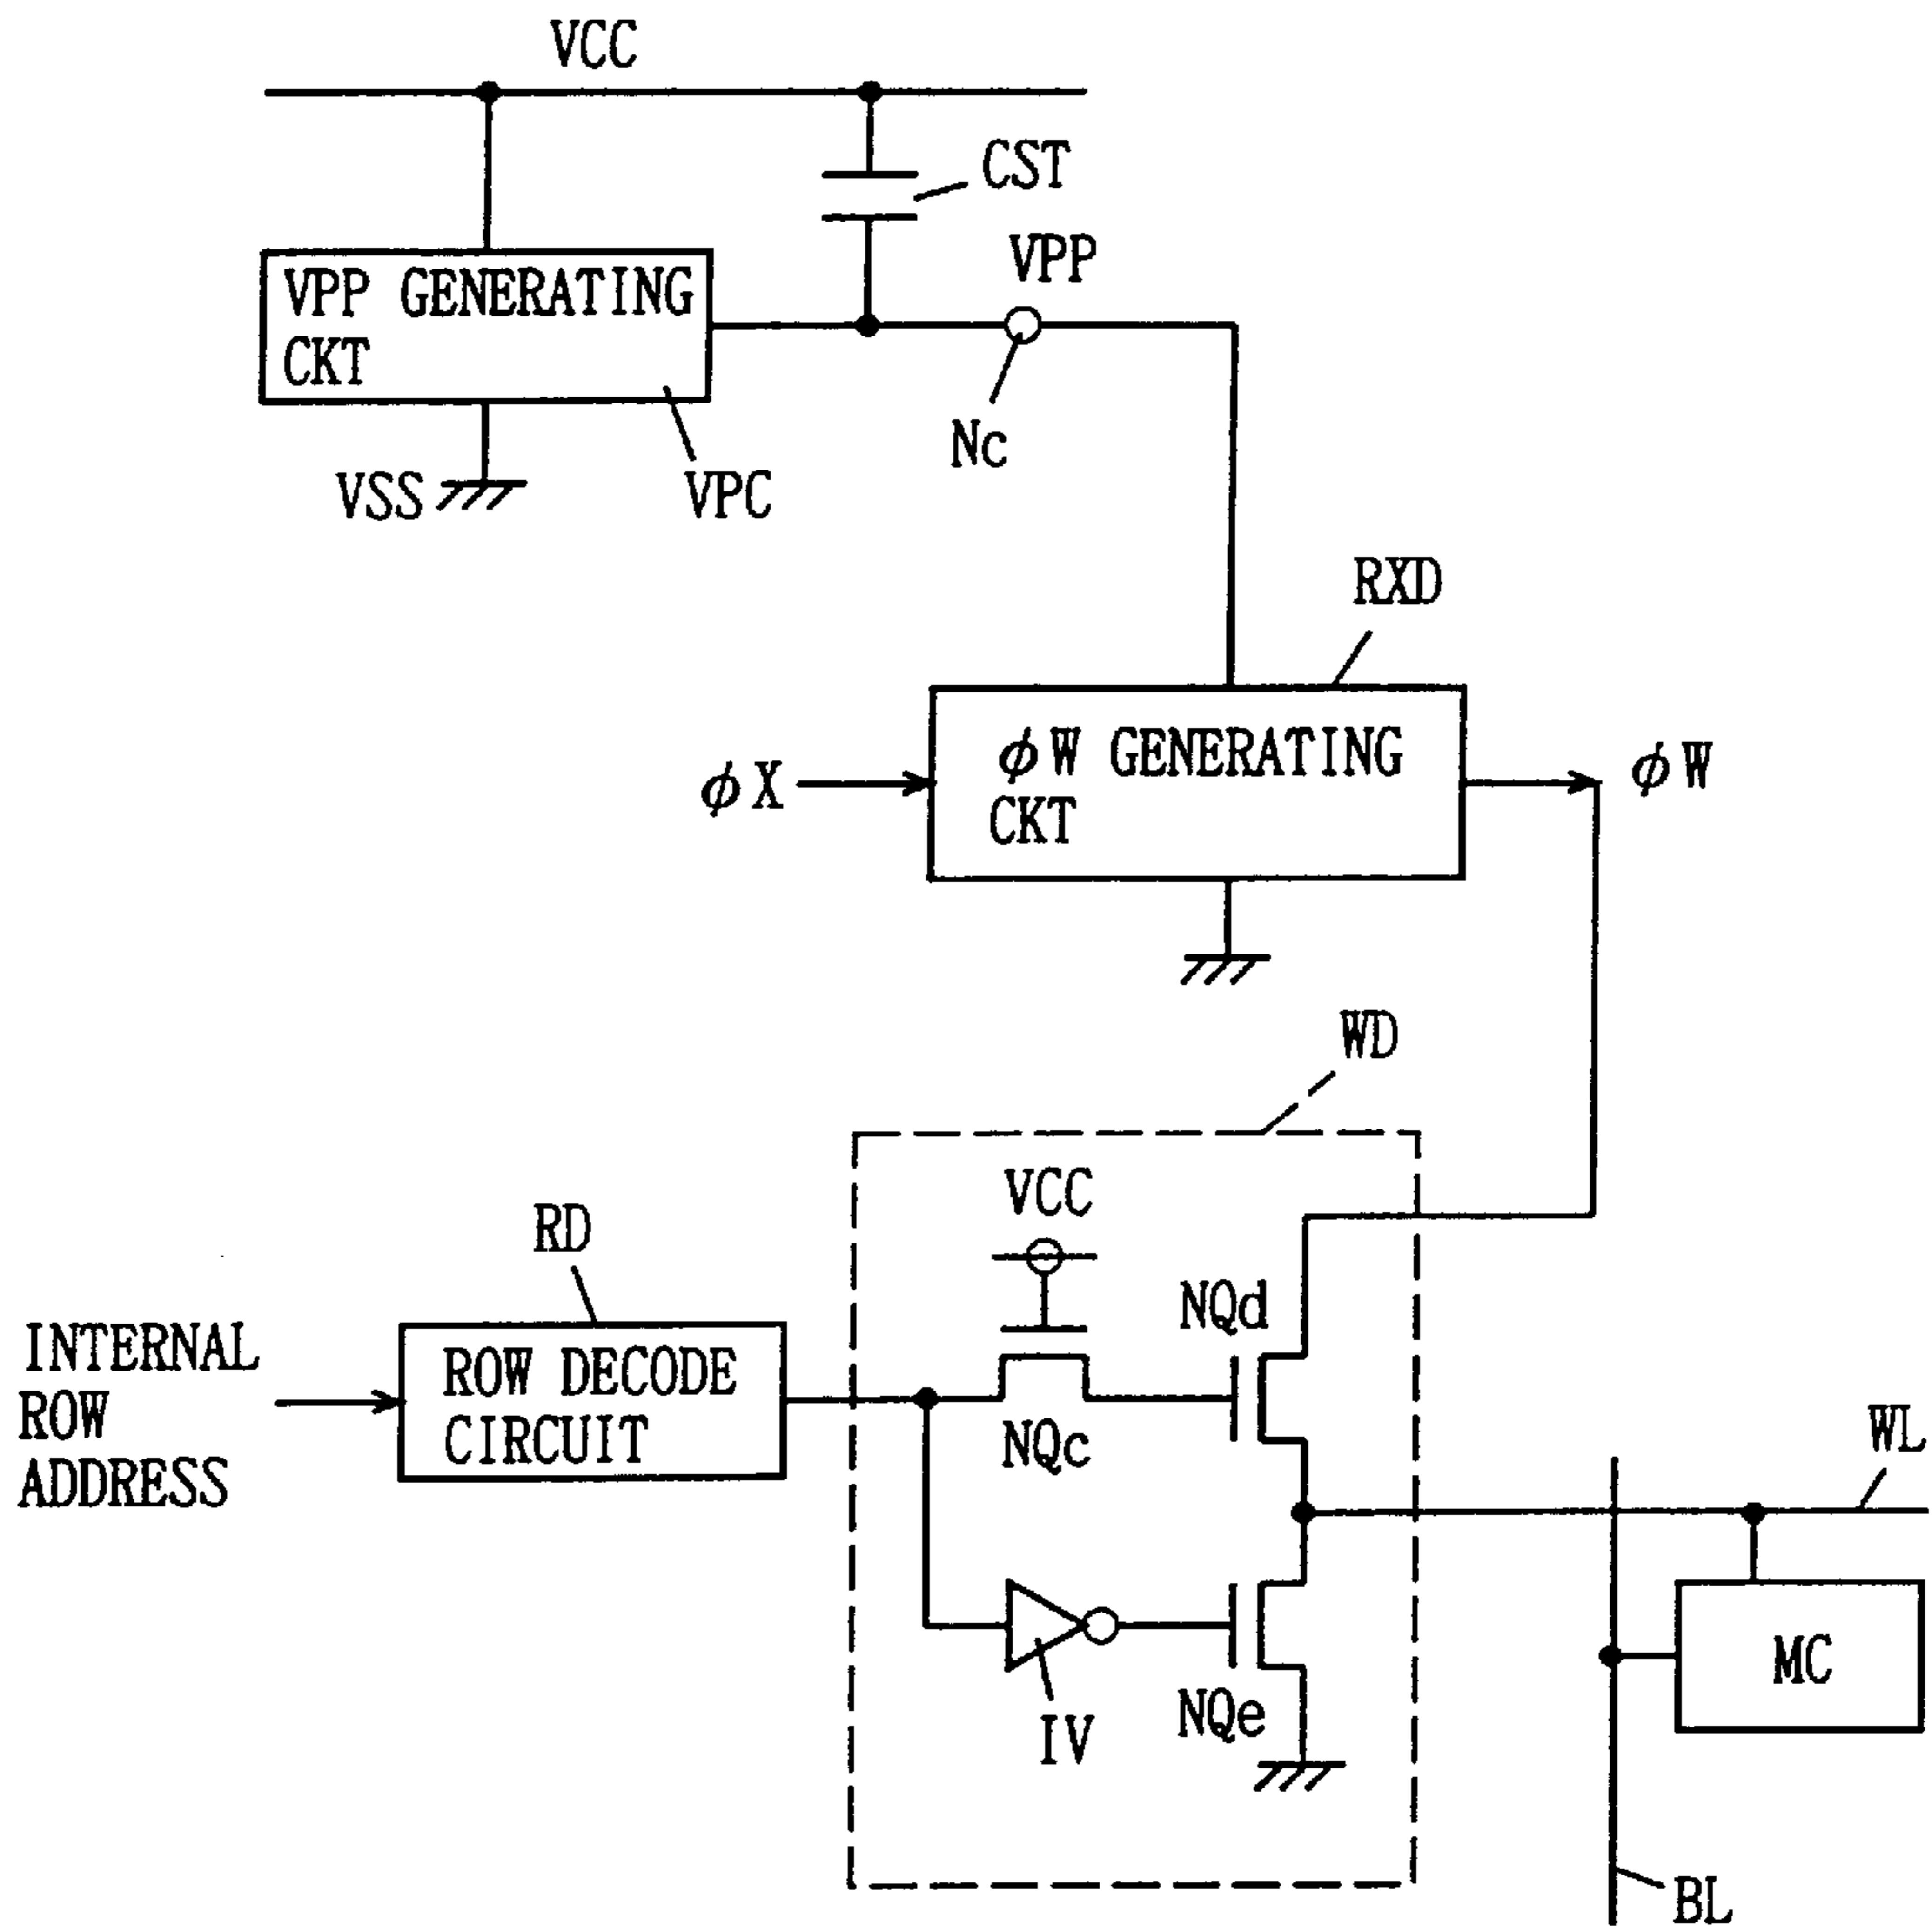 VCC
CST
VPP
VPP GENERATING
CKT
Nc
VSS
VPC
RXD
φW GENERATING
CKT
φX
φW
WD
VCC
RD
NQd
INTERNAL
ROW
ADDRESS
ROW DECODE
CIRCUIT
NQc
WL
MC
NQe
IV
BL